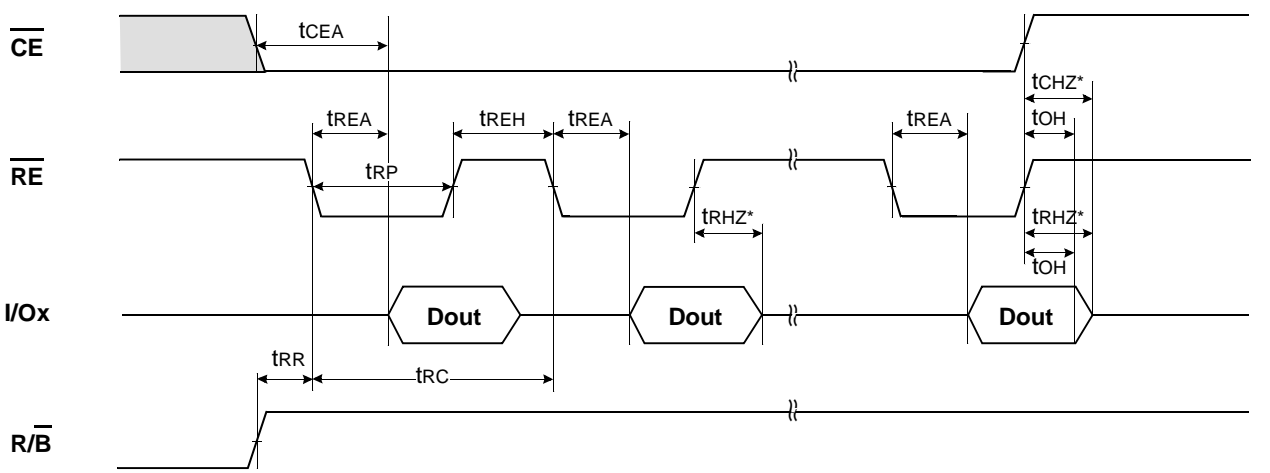 CE tCEA
tCHZ*
tREA tREH tREA tREA tOH
RE tRP
tRHZ* tRHZ*
tOH
I/Ox Dout Dout Dout
tRR tRC
R/B